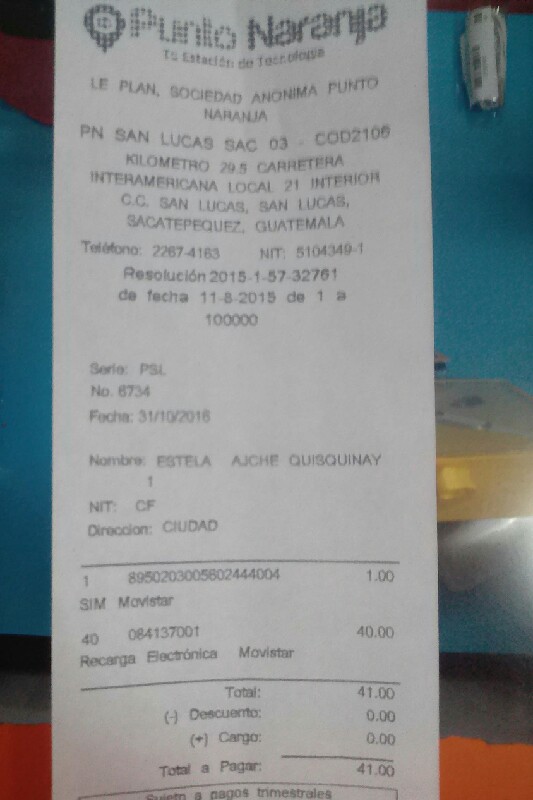 Punto Naranja
Tu Estación de Tecnología
LE PLAN, SOCIEDAD ANONIMA PUNTO
NARANJA
PN SAN LUCAS SAC 03 - COD2106
KILOMETRO 29.5 CARRETERA
INTERAMERICANA LOCAL 21 INTERIOR
C.C. SAN LUCAS, SAN LUCAS,
SACATEPEQUEZ, GUATEMALA
Teléfono: 2267-4163 NIT: 5104349-1
Resolución 2015-1-57-32761
de fecha 11-8-2015 de 1 a
100000
Serie: PSL
No. 6734
Fecha: 31/10/2016
Nombre: ESTELA AJCHE QUISQUINAY
1
NIT: CF
Direccion: CIUDAD
1 8950203005602444004 1.00
SIM Movistar
40 084137001 40.00
Recarga Electrónica Movistar
Total: 41.00
(-) Descuento: 0.00
(+) Cargo: 0.00
Total a Pagar: 41.00
Sujeto a pagos trimestrales